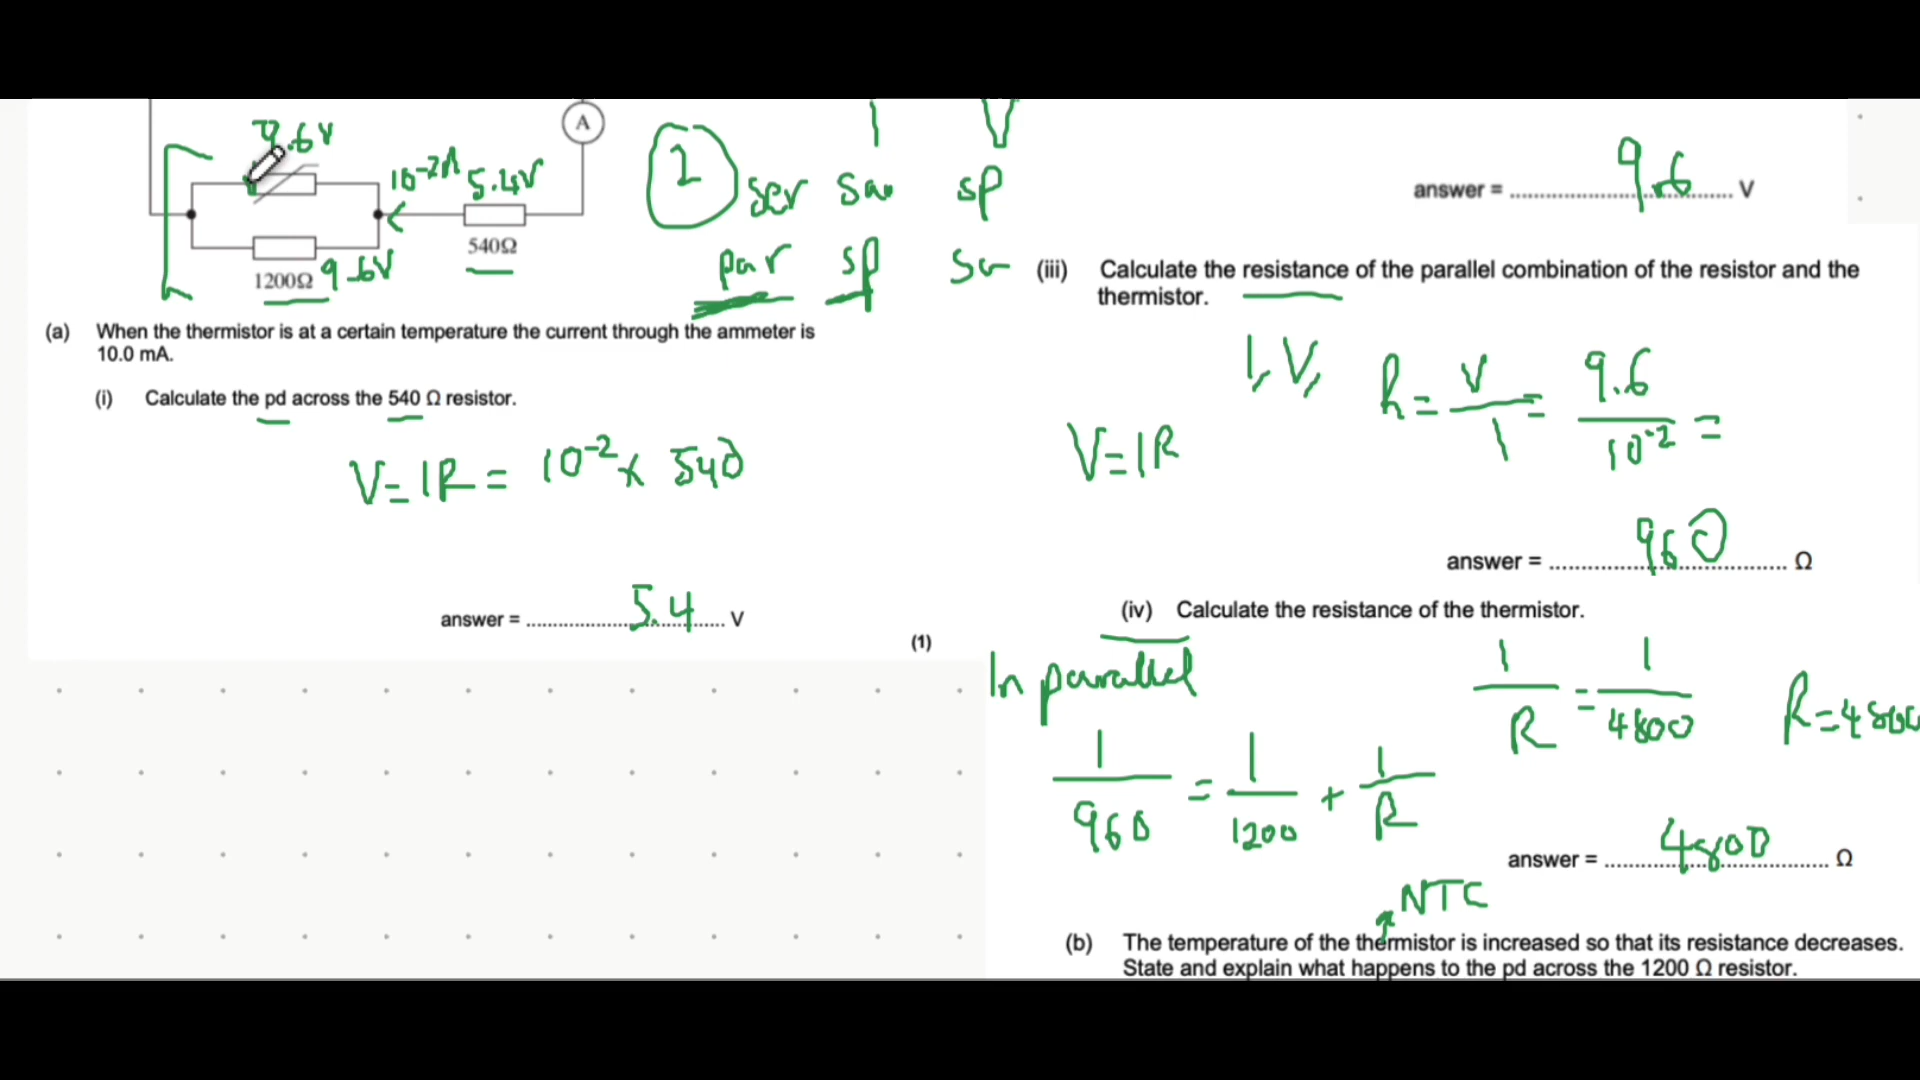 9.6V
A
10-2A
5.4V
540Ω
1200Ω
9.6V
2
I V
ser sa sp
par sp sa
(a) When the thermistor is at a certain temperature the current through the ammeter is
10.0 mA.
(i) Calculate the pd across the 540 Ω resistor.
V=IR= 10-2 x 540
answer = ........................ V
5.4
(1)
answer = ........................ V
9.6
(iii) Calculate the resistance of the parallel combination of the resistor and the
thermistor.
I, V,
R = V/I = 9.6/10-2 =
V=IR
answer = ........................ Ω
960
(iv) Calculate the resistance of the thermistor.
In parallel
1/R = 1/4800
R=4800
1/960 = 1/1200 + 1/R
answer = ........................ Ω
4800
NTC
(b) The temperature of the thermistor is increased so that its resistance decreases.
State and explain what happens to the pd across the 1200 Ω resistor.